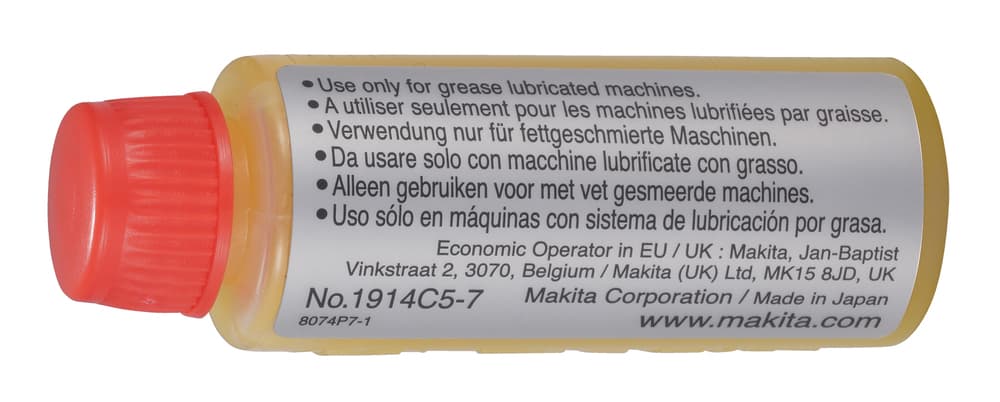 • Use only for grease lubricated machines.
• A utiliser seulement pour les machines lubrifiées par graisse.
• Verwendung nur für fettgeschmierte Maschinen.
• Da usare solo con macchine lubrificate con grasso.
• Alleen gebruiken voor met vet gesmeerde machines.
• Uso sólo en máquinas con sistema de lubricación por grasa.
Economic Operator in EU / UK : Makita, Jan-Baptist
Vinkstraat 2, 3070, Belgium / Makita (UK) Ltd, MK15 8JD, UK
No.1914C5-7 Makita Corporation / Made in Japan
8074P7-1 www.makita.com